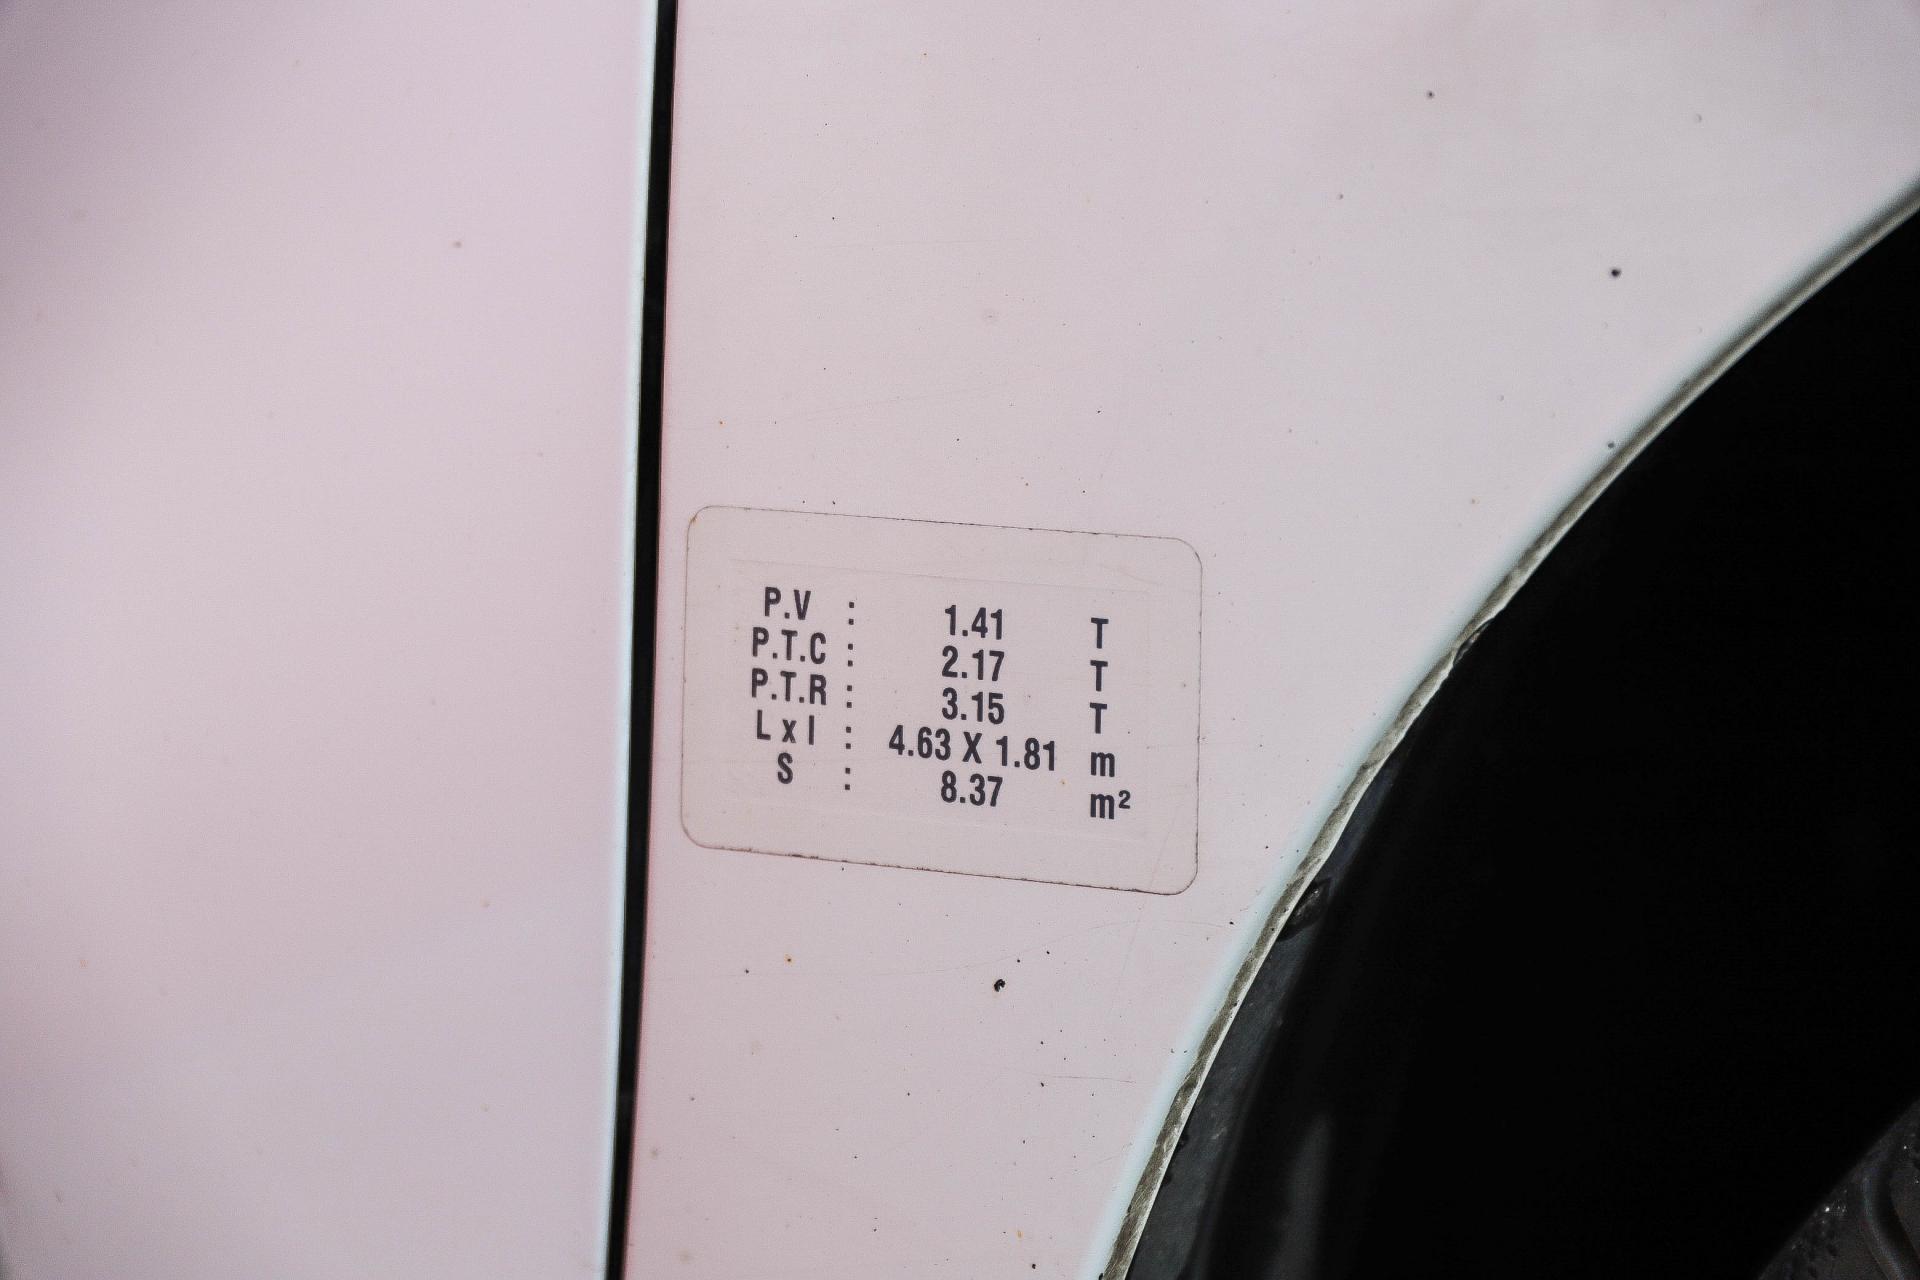 P.V : 1.41 T
P.T.C : 2.17 T
P.T.R : 3.15 T
L x l : 4.63 X 1.81 m
S : 8.37 m²